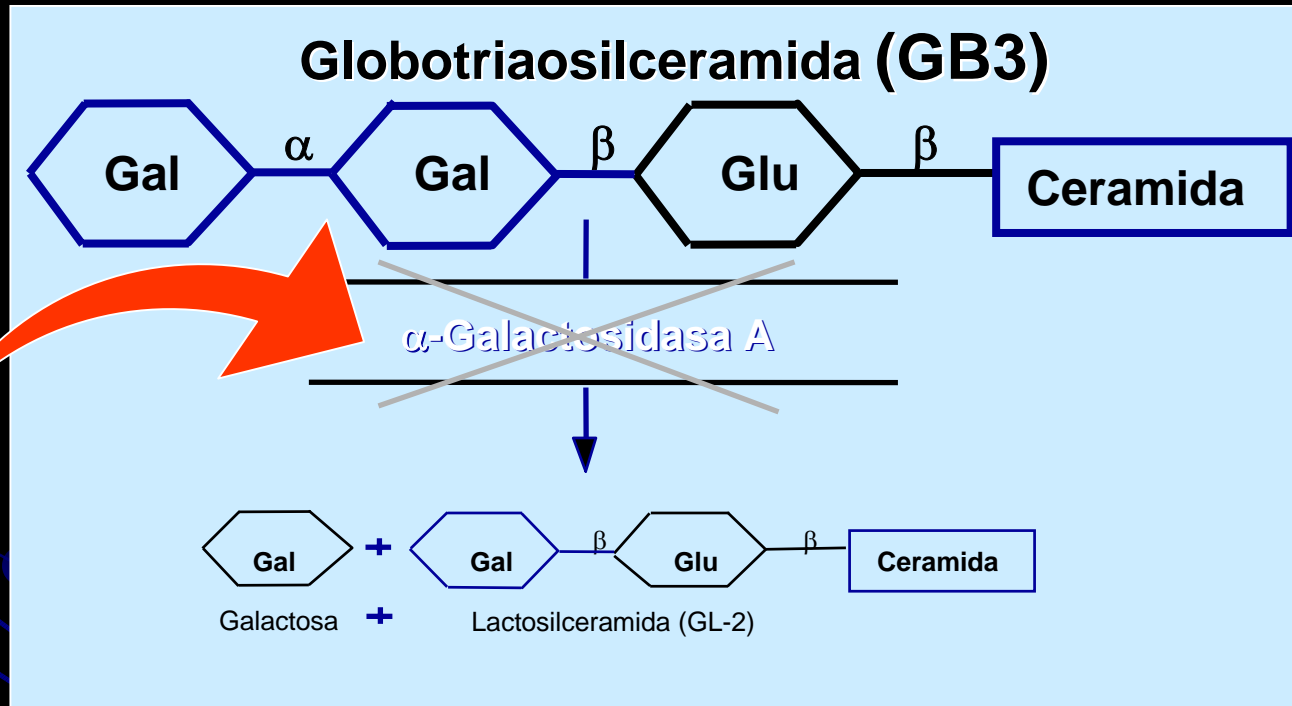 Globotriaosilceramida (GB3)
α β β
Gal Gal Glu Ceramida
α-Galactosidasa A
β β
Gal + Gal Glu Ceramida
Galactosa + Lactosilceramida (GL-2)